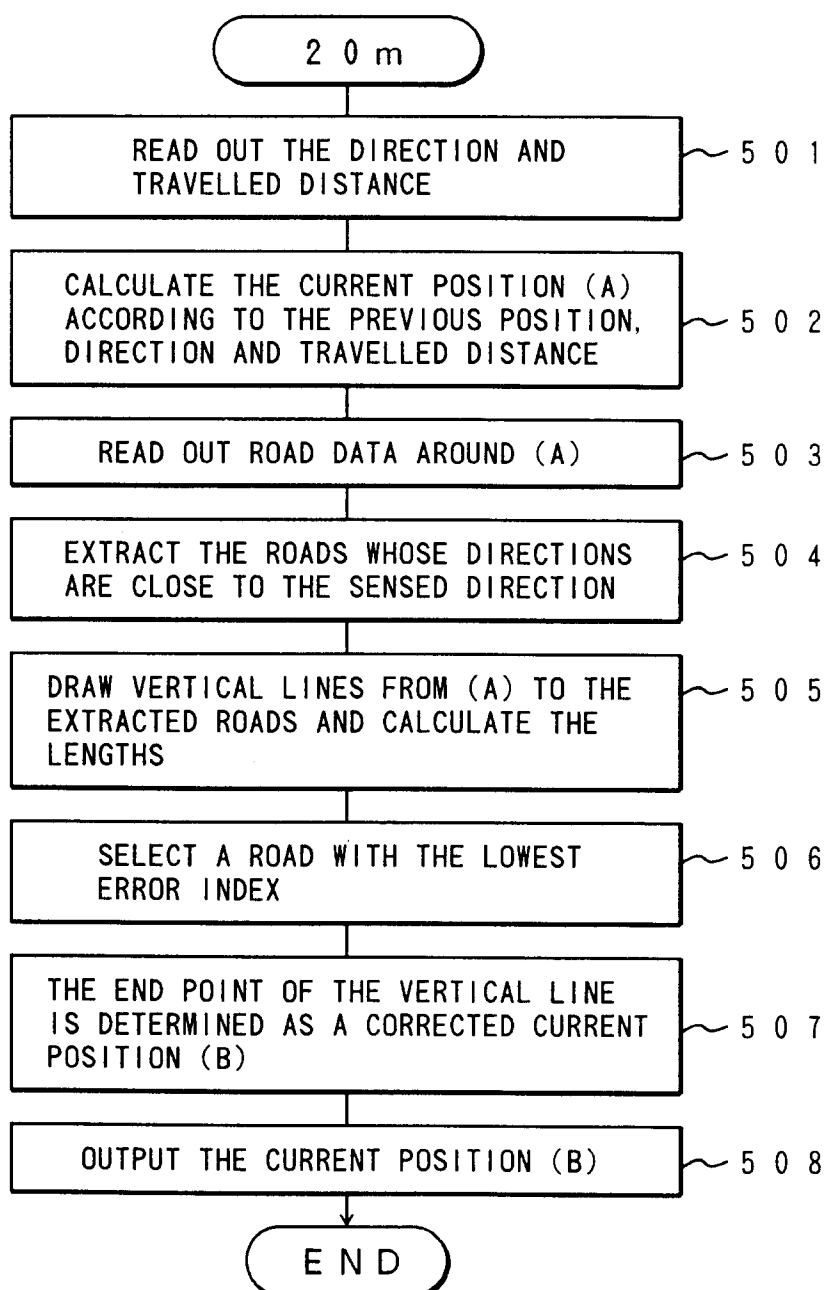 20m
READ OUT THE DIRECTION AND
TRAVELLED DISTANCE
501
CALCULATE THE CURRENT POSITION (A)
ACCORDING TO THE PREVIOUS POSITION,
DIRECTION AND TRAVELLED DISTANCE
502
READ OUT ROAD DATA AROUND (A)
503
EXTRACT THE ROADS WHOSE DIRECTIONS
ARE CLOSE TO THE SENSED DIRECTION
504
DRAW VERTICAL LINES FROM (A) TO THE
EXTRACTED ROADS AND CALCULATE THE
LENGTHS
505
SELECT A ROAD WITH THE LOWEST
ERROR INDEX
506
THE END POINT OF THE VERTICAL LINE
IS DETERMINED AS A CORRECTED CURRENT
POSITION (B)
507
OUTPUT THE CURRENT POSITION (B)
508
END